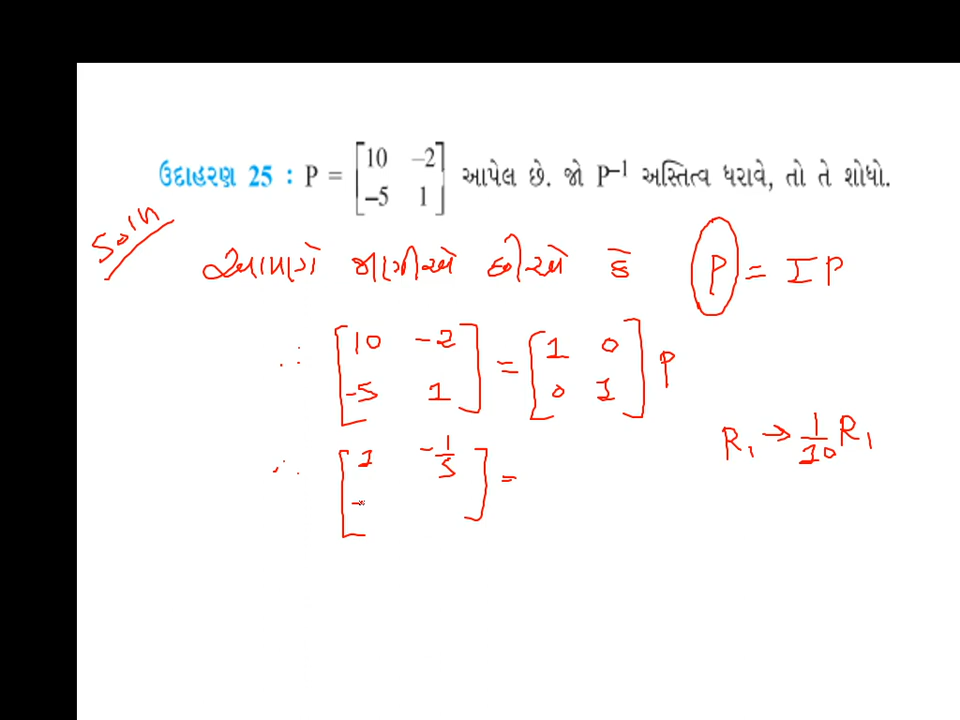 ઉદાહરણ 25 : P = [10 –2
–5 1] આપેલ છે. જો P–1 અસ્તિત્વ ધરાવે, તો તે શોધો.
Soln
આપણે જાણીએ છીએ કે P = I P
∴ [10 -2
-5 1] = [1 0
0 1] P
R1 → 1/10 R1
∴ [1 -1/5
- ] =